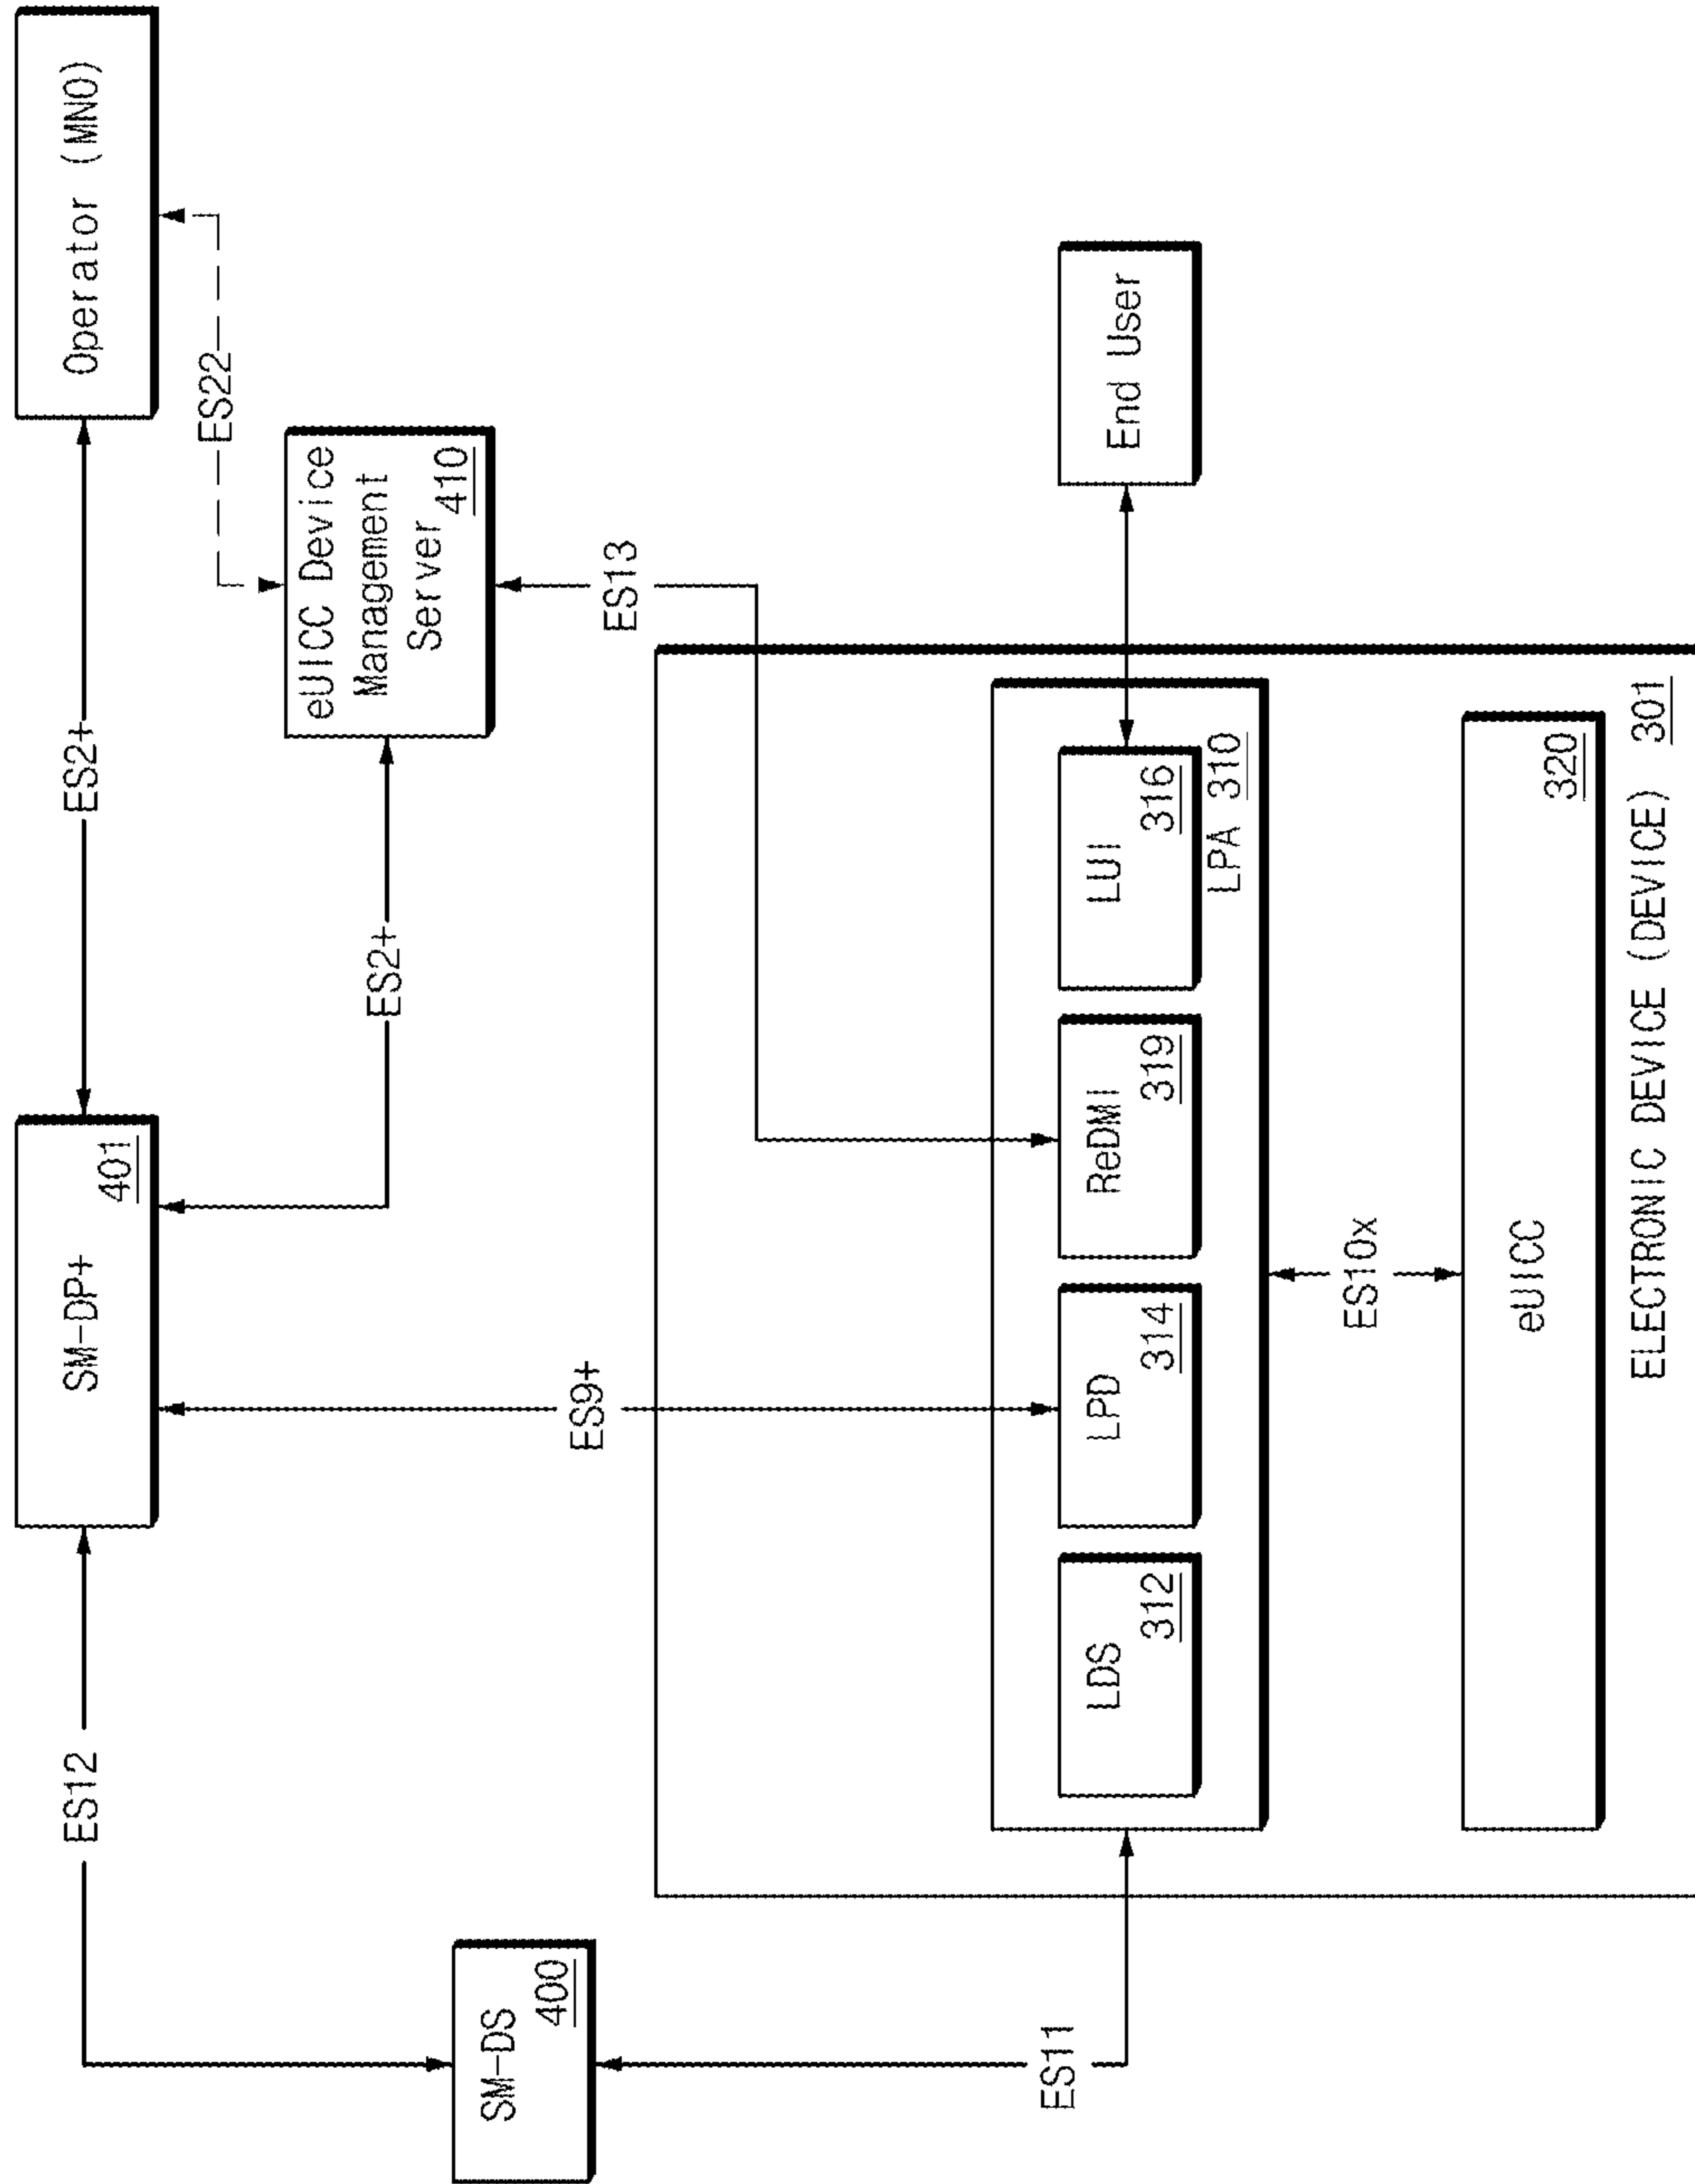 ES12
SM-DP+
401
ES2+
Operator (MNO)
ES22
ES2+
eUICC Device
Management
Server 410
SM-DS
400
ES9+
ES13
ES11
LDS
312
LPD
314
ReDMI
319
LUI
316
LPA 310
End User
ES10x
eUICC
320
ELECTRONIC DEVICE (DEVICE) 301